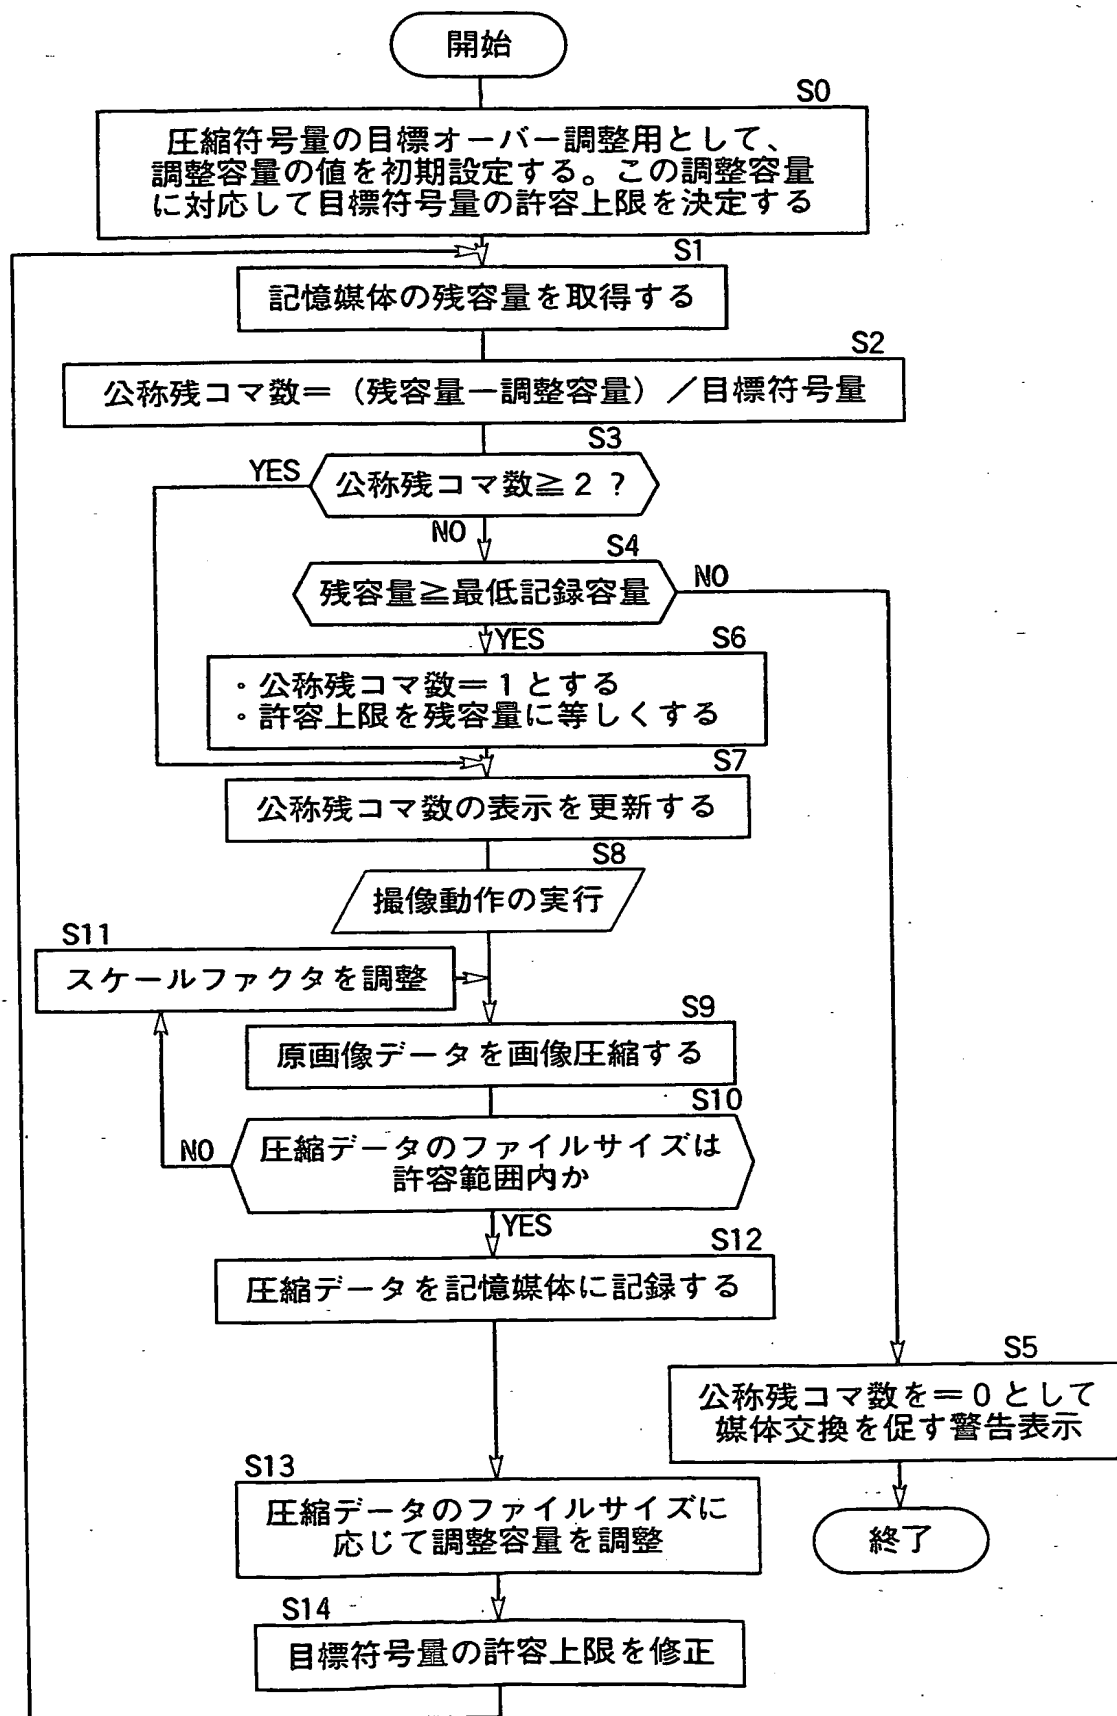 開始
S0
圧縮符号量の目標オーバー調整用として、
調整容量の値を初期設定する。この調整容量
に対応して目標符号量の許容上限を決定する
S1
記憶媒体の残容量を取得する
S2
公称残コマ数=(残容量ー調整容量)/目標符号量
S3
YES
公称残コマ数≧2?
NO
S4
残容量≧最低記録容量
NO
YES
S6
・公称残コマ数=1とする
・許容上限を残容量に等しくする
S7
公称残コマ数の表示を更新する
S8
撮像動作の実行
S11
スケールファクタを調整
S9
原画像データを画像圧縮する
S10
NO
圧縮データのファイルサイズは
許容範囲内か
YES
S12
圧縮データを記憶媒体に記録する
S5
公称残コマ数を=0として
媒体交換を促す警告表示
S13
圧縮データのファイルサイズに
応じて調整容量を調整
終了
S14
目標符号量の許容上限を修正